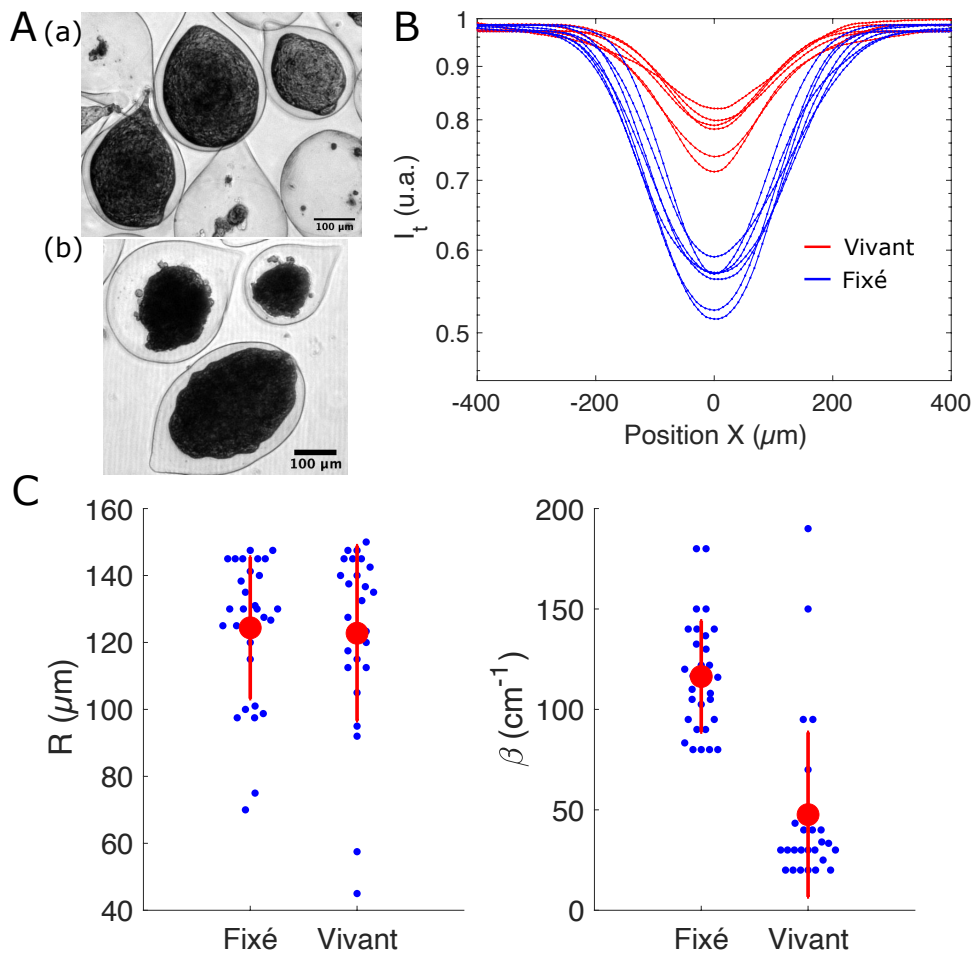 A
(a)
100 µm
(b)
100 µm
B
1
0.9
0.8
0.7
0.6
0.5
I_t (u.a.)
Vivant
Fixé
-400
-200
0
200
400
Position X (µm)
C
160
140
120
100
80
60
40
R (µm)
Fixé
Vivant
200
150
100
50
0
β (cm⁻¹)
Fixé
Vivant